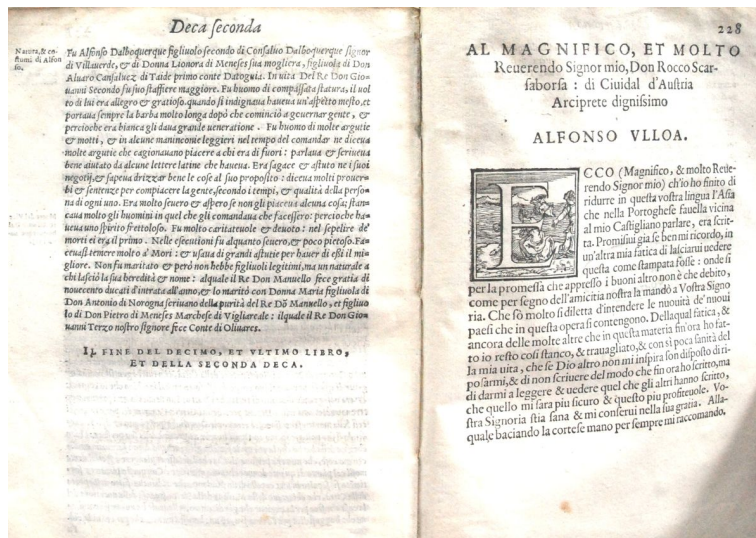 Deca seconda
Natura, & co-
stumi di Alfon
so.
Fu Alfonso Dalboquerque figliuolo secondo di Consaluo Dalboquerque signor
di Villauerde, & di Donna Lionora di Meneses sua mogliera, figliuola di Don
Aluaro Cansaluez di Taide primo conte Datoguia. In uita Del Re Don Gio-
uanni Secondo fu suo staffiere maggiore. Fu huomo di compassata statura, il uol
to di lui era allegro & gratioso. quando si indignaua haueua un'aspetto mesto, et
portaua sempre la barba molto longa dopò che cominciò a gouernar gente, &
percioche era bianca gli daua grande ueneratione. Fu huomo di molte argutie
& motti, & in alcune maninconie leggieri nel tempo del comandar ne diceua
molte argutie che cagionauano piacere a chi era di fuori: parlaua & scriueua
bene aiutato da alcune lettere latine che haueua. Era sagace & astuto ne i suoi
negotij, & sapeua drizzar bene le cose al suo proposito: diceua molti prouer-
bi & sentenze per compiacere la gente, secondo i tempi, & qualità della perso-
na di ogni uno. Era molto seuero & aspero se non gli piaceua alcuna cosa; stan-
caua molto gli huomini in quel che gli comandaua che facessero: percioche ha-
ueua uno spirito frettoloso. Fu molto caritateuole & deuoto: nel sepelire de'
morti ei era il primo. Nelle esecutioni fu alquanto seuero, & poco pietoso. Fa-
ceuasi temere molto a' Mori: & usaua di grandi astutie per hauer di essi il mi-
gliore. Non fu maritato & però non hebbe figliuoli legitimi, ma un naturale a
chi lasciò la sua beredità & nome: alquale il Re Don Manuello fece gratia di
nouecento ducati d'intrata all'anno, & lo maritò con Donna Maria figliuola di
Don Antonio di Norogna scriuano della purità del Re Dō Manuello, et figliuo
lo di Don Pietro di Meneses Marchese di Vigliareale: ilquale il Re Don Gio-
uanni Terzo nostro signore fece Conte di Oliuares.
IL FINE DEL DECIMO, ET VLTIMO LIBRO,
ET DELLA SECONDA DECA.
228
AL MAGNIFICO, ET MOLTO
Reuerendo Signor mio, Don Rocco Scar-
saborsa: di Ciuidal d'Austria
Arciprete dignissimo
ALFONSO VLLOA.
ECCO (Magnifico, & molto Reue-
rendo Signor mio) ch'io ho finito di
ridurre in questa vostra lingua l'Asia
che nella Portoghese fauella vicina
al mio Castigliano parlare, era scrit-
ta. Promisiui gia se ben mi ricordo, in
un'altra mia fatica di lasciarui uedere
questa come stampata fosse: onde sì
per la promessa che appresso i buoni altro non è che debito,
come per segno dell'amicitia nostra la mandò a Vostra Signo
ria. Che sò molto si diletta d'intendere le nuouità de' nuoui
paesi che in questa opera si contengono. Dellaqual fatica, &
ancora delle molte altre che in questa materia fin'ora ho fat-
to io resto così stanco, & trauagliato, & con sì poca sanità del
la mia uita, che se Dio altro non mi inspira son disposto di ri-
posarmi, & di non scriuere del modo che fin ora ho scritto, ma
di darmi a leggere & uedere quel che gli altri hanno scritto,
che quello mi sara piu sicuro & questo piu profiteuole. Vo-
stra Signoria stia sana & mi conserui nella sua gratia. Alla-
quale baciando la cortese mano per sempre mi raccomando.